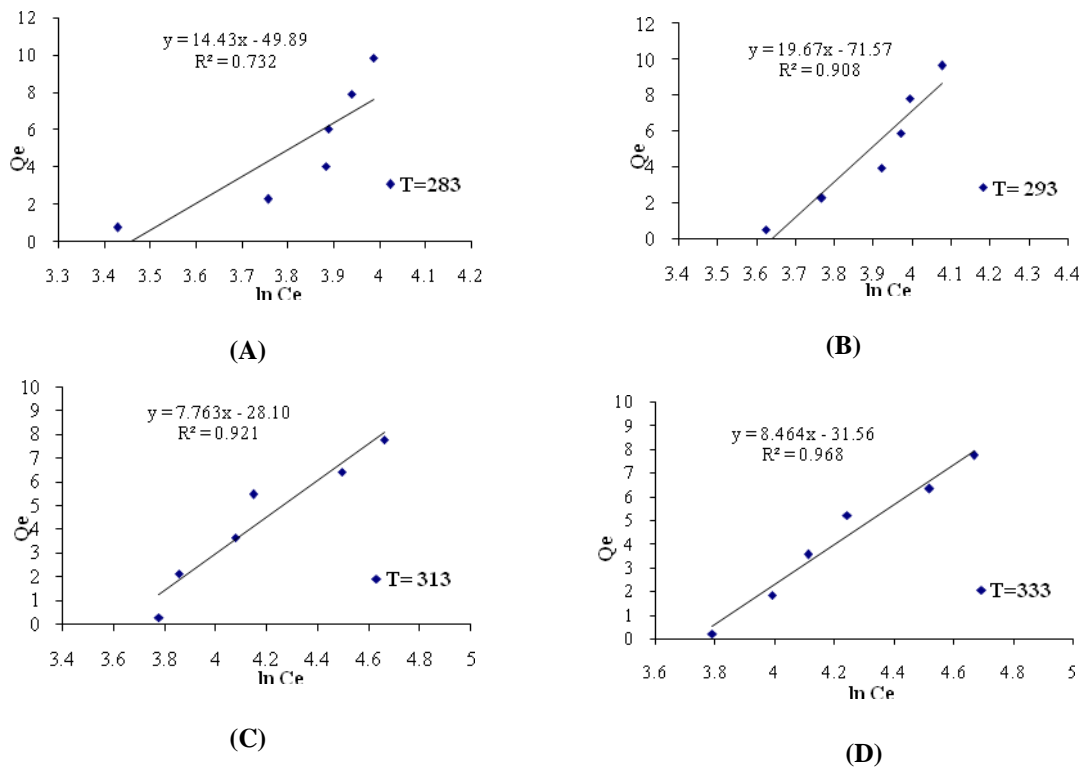 12
10
8
6
4
2
0
Qe
y = 14.43x - 49.89
R² = 0.732
T=283
3.3 3.4 3.5 3.6 3.7 3.8 3.9 4 4.1 4.2
ln Ce
(A)
12
10
8
6
4
2
0
Qe
y = 19.67x - 71.57
R² = 0.908
T= 293
3.4 3.5 3.6 3.7 3.8 3.9 4 4.1 4.2 4.3 4.4
ln Ce
(B)
10
9
8
7
6
5
4
3
2
1
0
Qe
y = 7.763x - 28.10
R² = 0.921
T= 313
3.4 3.6 3.8 4 4.2 4.4 4.6 4.8 5
ln Ce
(C)
10
9
8
7
6
5
4
3
2
1
0
Qe
y = 8.464x - 31.56
R² = 0.968
T=333
3.6 3.8 4 4.2 4.4 4.6 4.8 5
ln Ce
(D)